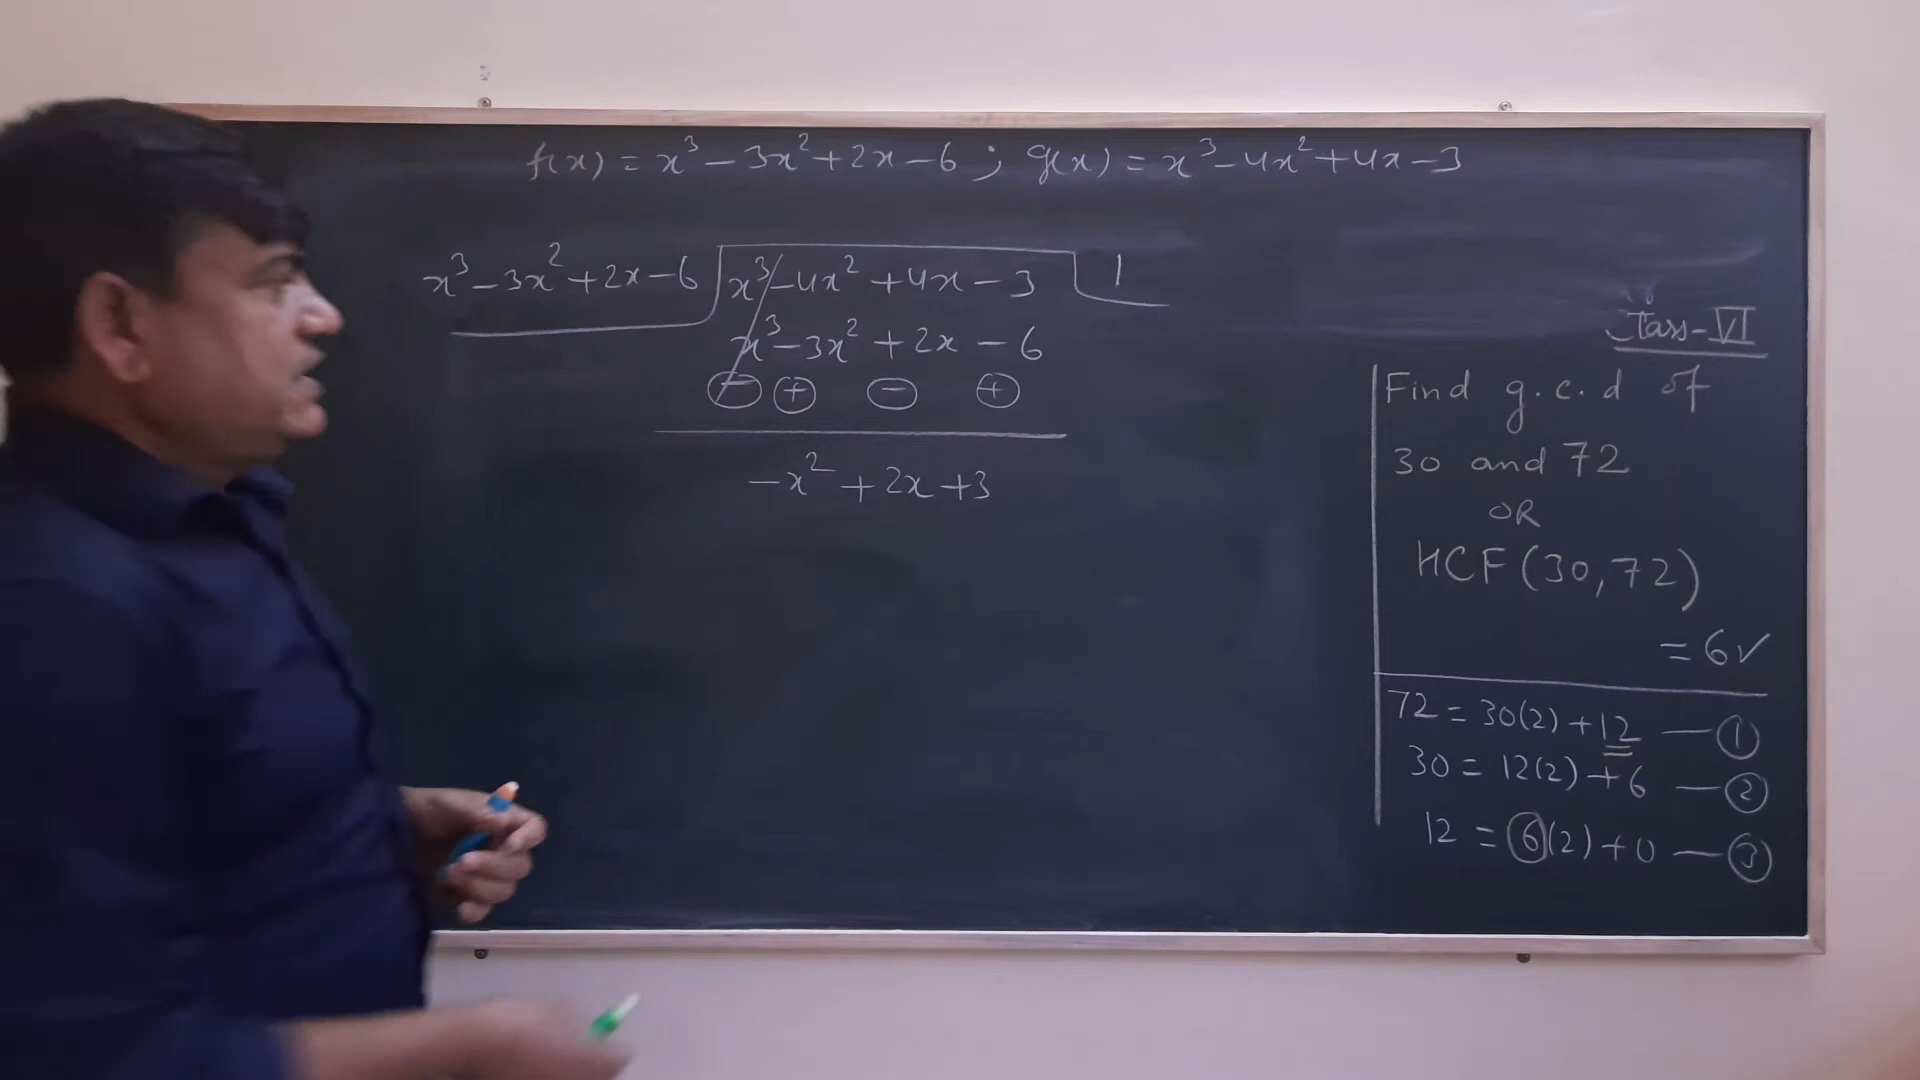 f(x) = x³ - 3x² + 2x - 6 ; g(x) = x³ - 4x² + 4x - 3
x³ - 3x² + 2x - 6 | x³ - 4x² + 4x - 3 | 1
x³ - 3x² + 2x - 6
⊖ ⊕ ⊖ ⊕
-x² + 2x + 3
VI
Find g.c.d of
30 and 72
OR
HCF(30,72)
= 6✓
72 = 30(2) + 12 — ①
30 = 12(2) + 6 — ②
12 = 6(2) + 0 — ③